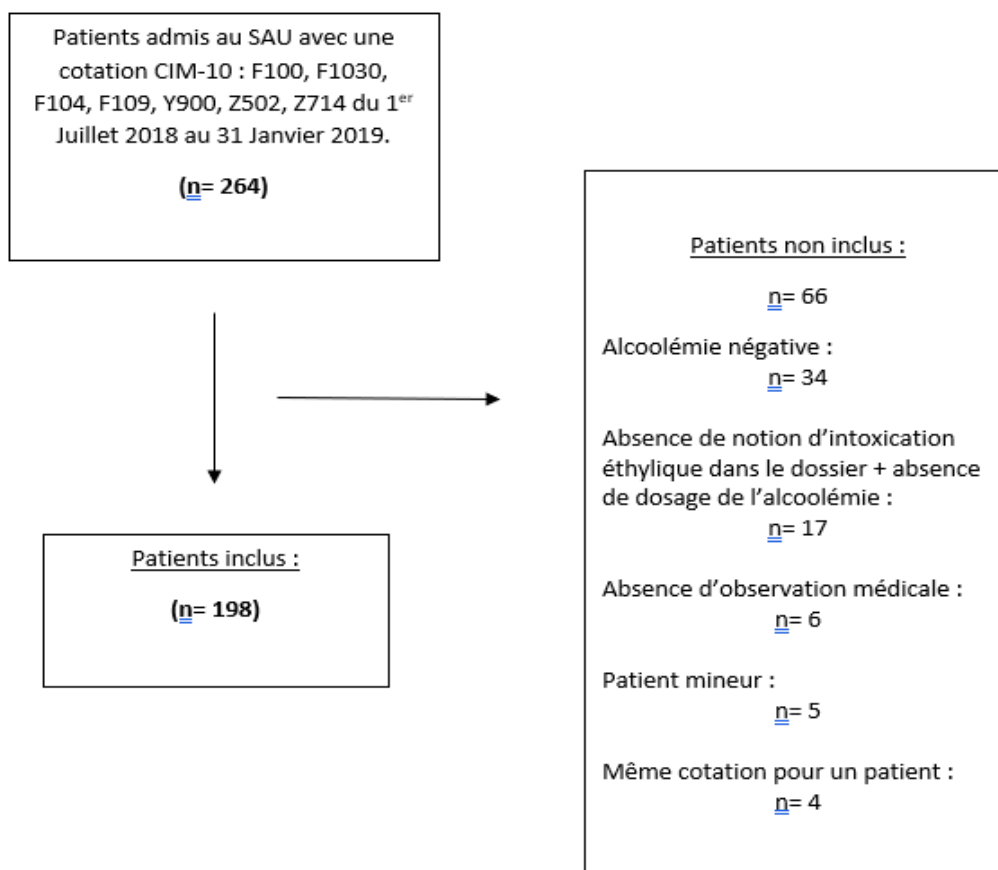 Patients admis au SAU avec une
cotation CIM-10 : F100, F1030,
F104, F109, Y900, Z502, Z714 du 1er
Juillet 2018 au 31 Janvier 2019.
(n= 264)
Patients non inclus :
n= 66
Alcoolémie négative :
n= 34
Absence de notion d’intoxication
éthylique dans le dossier + absence
de dosage de l’alcoolémie :
n= 17
Absence d’observation médicale :
n= 6
Patient mineur :
n= 5
Même cotation pour un patient :
n= 4
Patients inclus :
(n= 198)